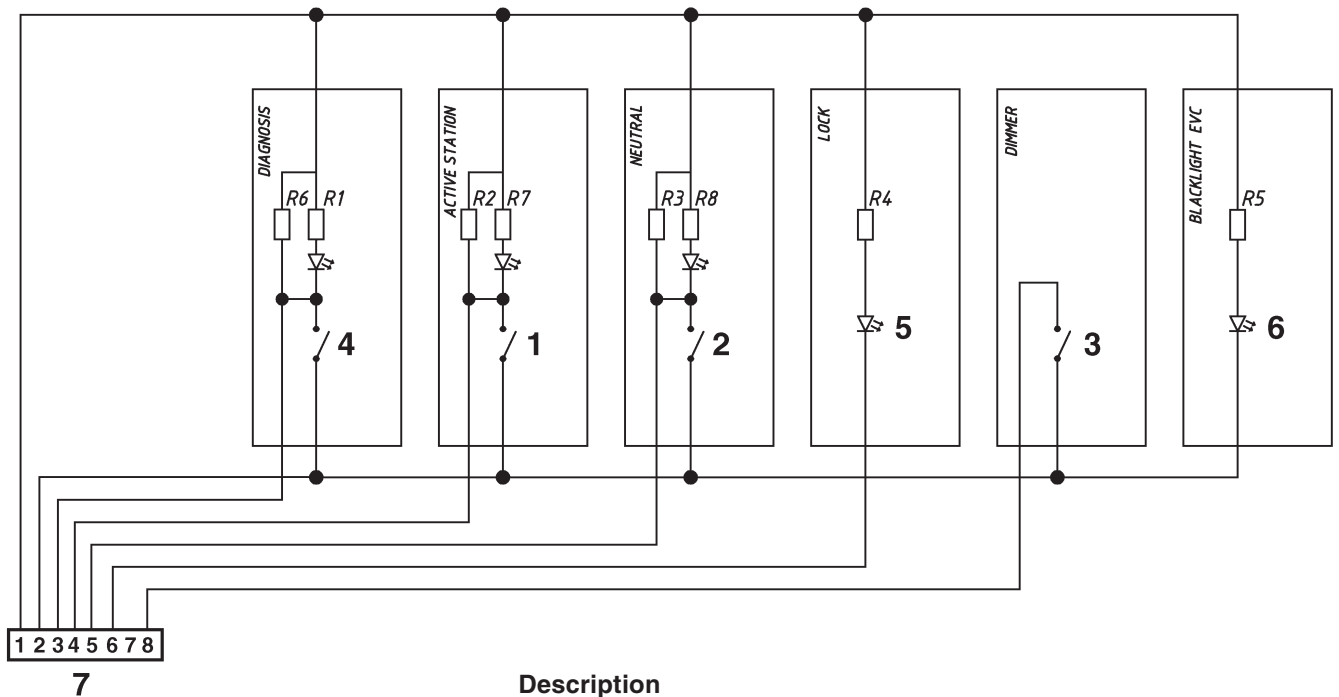 DIAGNOSIS
ACTIVE STATION
NEUTRAL
LOCK
DIMMER
BLACKLIGHT EVC
R6 R1
R2 R7
R3 R8
R4
R5
4
1
2
5
3
6
1 2 3 4 5 6 7 8
7
Description